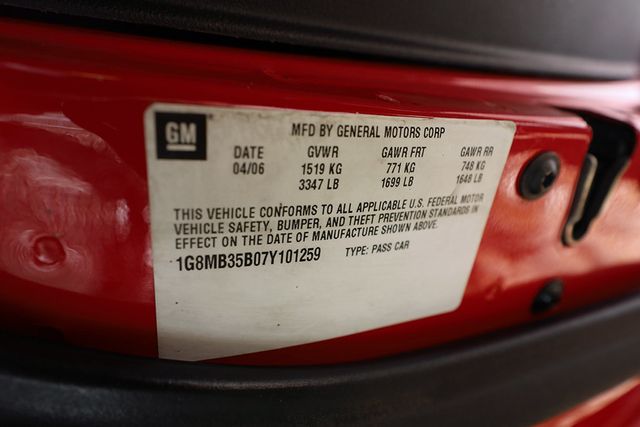 GM
MFD BY GENERAL MOTORS CORP
DATE GVWR GAWR FRT GAWR RR
04/06 1519 KG 771 KG 748 KG
3347 LB 1699 LB 1648 LB
THIS VEHICLE CONFORMS TO ALL APPLICABLE U.S. FEDERAL MOTOR
VEHICLE SAFETY, BUMPER, AND THEFT PREVENTION STANDARDS IN
EFFECT ON THE DATE OF MANUFACTURE SHOWN ABOVE.
1G8MB35B07Y101259 TYPE: PASS CAR